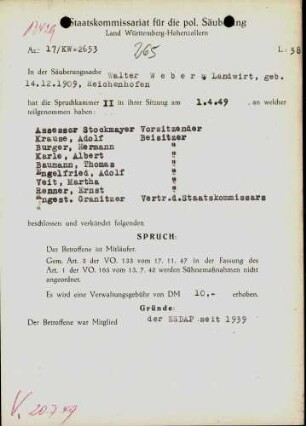 Staatskommissariat für die pol. Säuberung
Land Württemberg-Hohenzollern
Az.: 17/KW-2653
265
L: 58
In der Säuberungssache Walter Weber, Landwirt, geb.
14.12.1909, Reichenhofen
hat die Spruchkammer II in ihrer Sitzung am 1.4.49 an welcher
teilgenommen haben:
Assessor Stockmayer Vorsitzender
Krause, Adolf Beisitzer
Burger, Hermann "
Karle, Albert "
Baumann, Thomas "
Engelfried, Adolf "
Veit, Martha "
Renner, Ernst "
Angest. Granitzer Vertr.d.Staatskommissars
beschlossen und verkündet folgenden
SPRUCH:
Der Betroffene ist Mitläufer.
Gem. Art. 2 der VO. 133 vom 17. 11. 47 in der Fassung des
Art. 1 der VO. 165 vom 13. 7. 48 werden Sühnemaßnahmen nicht
angeordnet.
Es wird eine Verwaltungsgebühr von DM 10,- erhoben.
Gründe:
Der Betroffene war Mitglied der NSDAP seit 1939
V. 20.7.49